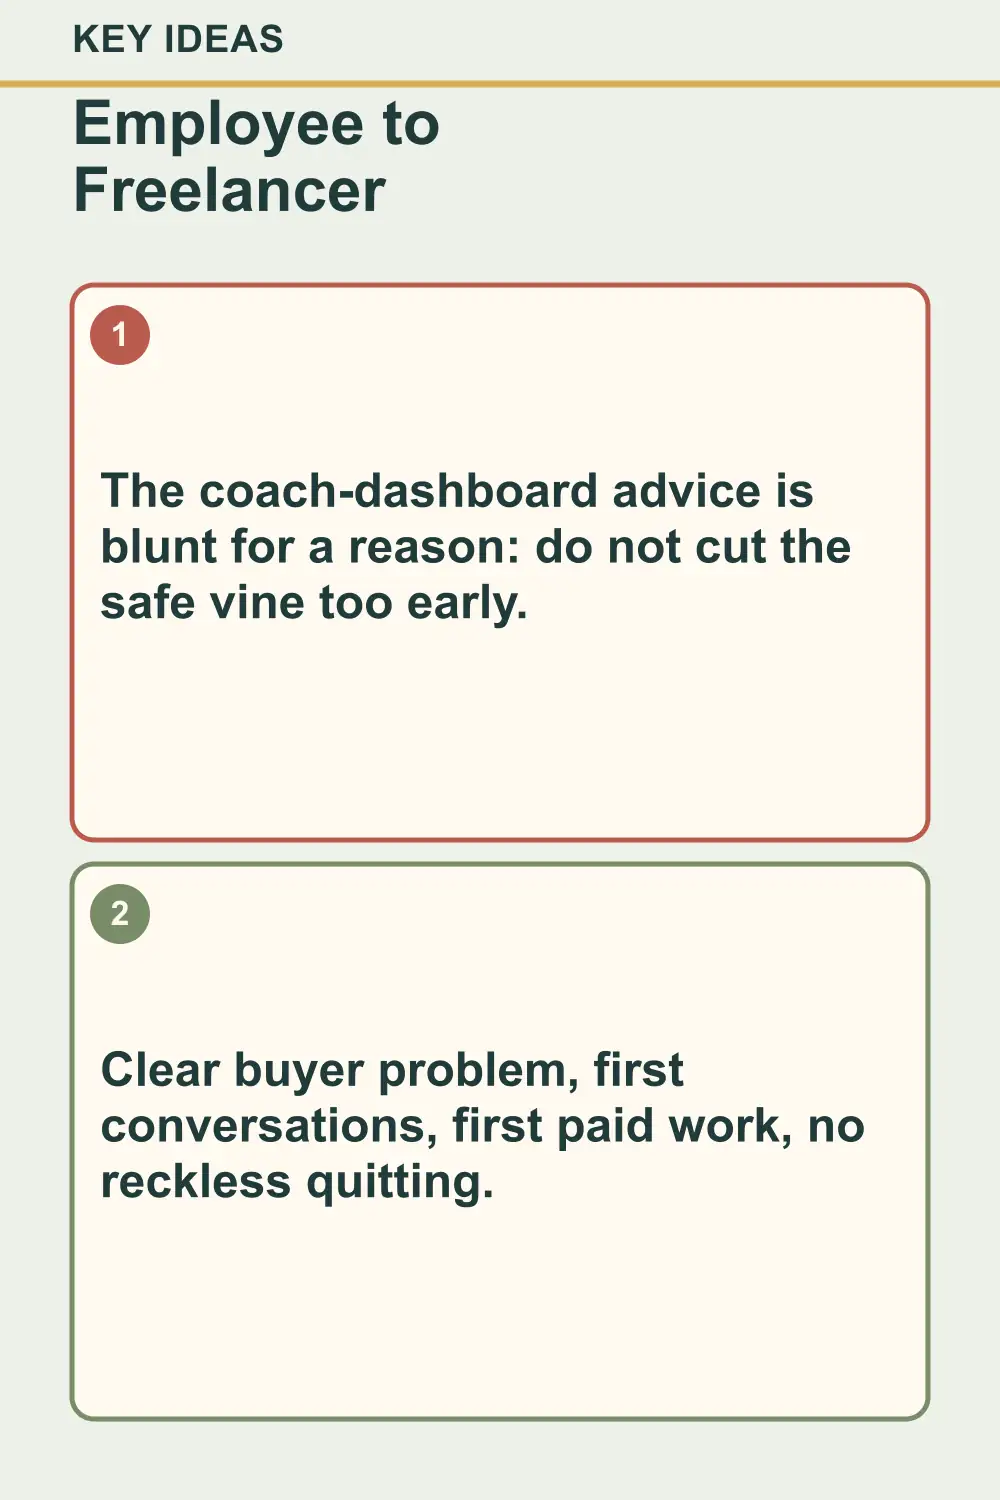 KEY IDEAS
Employee to
Freelancer
1
The coach-dashboard advice is
blunt for a reason: do not cut the
safe vine too early.
2
Clear buyer problem, first
conversations, first paid work, no
reckless quitting.